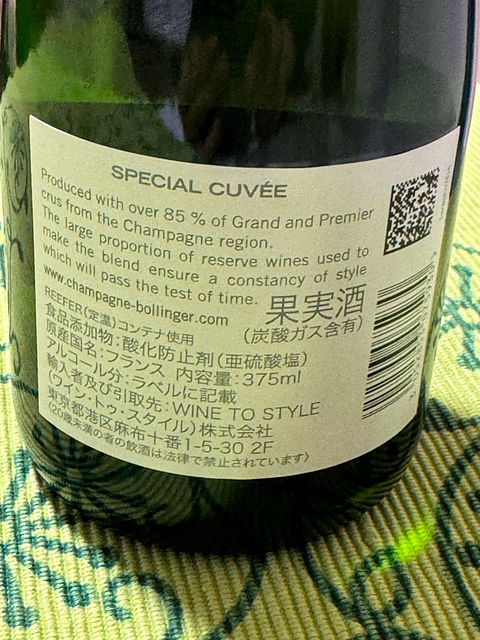 SPECIAL CUVÉE
Produced with over 85 % of Grand and Premier
crus from the Champagne region.
The large proportion of reserve wines used to
make the blend ensure a constancy of style
which will pass the test of time.
www.champagne-bollinger.com
果実酒
(炭酸ガス含有)
REEFER(定温)コンテナ使用
食品添加物:酸化防止剤(亜硫酸塩)
原産国名:フランス 内容量:375ml
アルコール分:ラベルに記載
輸入者及び引取先:WINE TO STYLE
(ワイン・トゥ・スタイル)株式会社
東京都港区麻布十番1-5-30 2F
〈20歳未満の者の飲酒は法律で禁止されています〉